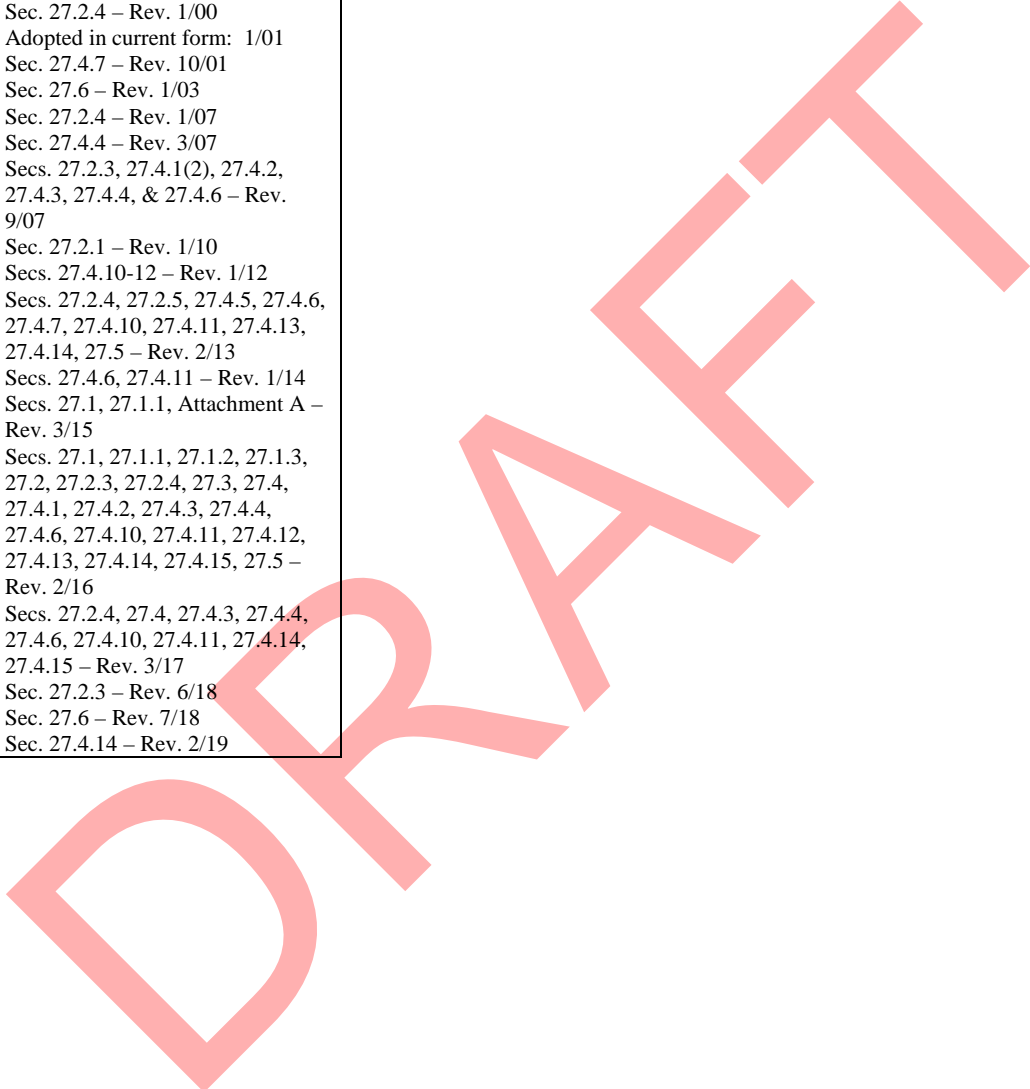 Sec. 27.2.4 – Rev. 1/00
Adopted in current form:  1/01
Sec. 27.4.7 – Rev. 10/01
Sec. 27.6 – Rev. 1/03
Sec. 27.2.4 – Rev. 1/07
Sec. 27.4.4 – Rev. 3/07
Secs. 27.2.3, 27.4.1(2), 27.4.2,
27.4.3, 27.4.4, & 27.4.6 – Rev.
9/07
Sec. 27.2.1 – Rev. 1/10
Secs. 27.4.10-12 – Rev. 1/12
Secs. 27.2.4, 27.2.5, 27.4.5, 27.4.6,
27.4.7, 27.4.10, 27.4.11, 27.4.13,
27.4.14, 27.5 – Rev. 2/13
Secs. 27.4.6, 27.4.11 – Rev. 1/14
Secs. 27.1, 27.1.1, Attachment A –
Rev. 3/15
Secs. 27.1, 27.1.1, 27.1.2, 27.1.3,
27.2, 27.2.3, 27.2.4, 27.3, 27.4,
27.4.1, 27.4.2, 27.4.3, 27.4.4,
27.4.6, 27.4.10, 27.4.11, 27.4.12,
27.4.13, 27.4.14, 27.4.15, 27.5 –
Rev. 2/16
Secs. 27.2.4, 27.4, 27.4.3, 27.4.4,
27.4.6, 27.4.10, 27.4.11, 27.4.14,
27.4.15 – Rev. 3/17
Sec. 27.2.3 – Rev. 6/18
Sec. 27.6 – Rev. 7/18
Sec. 27.4.14 – Rev. 2/19
DRAFT